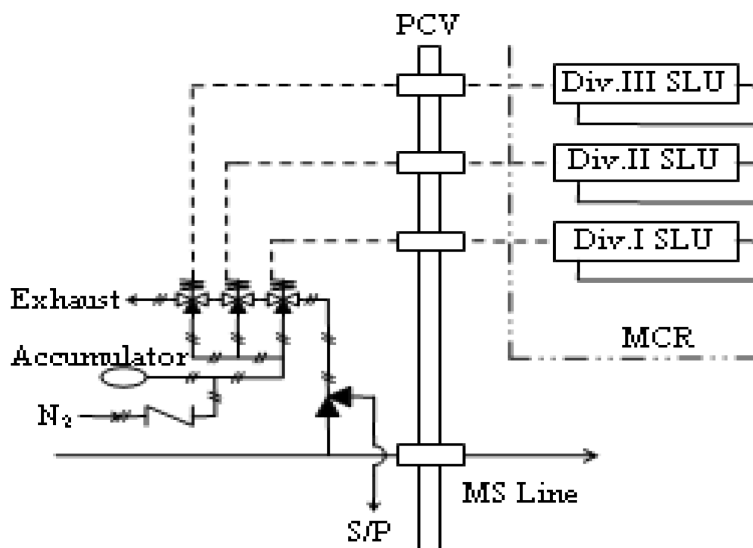 PCV
Div.III SLU
Div.II SLU
Div.I SLU
Exhaust
MCR
Accumulator
N₂
MS Line
S/P